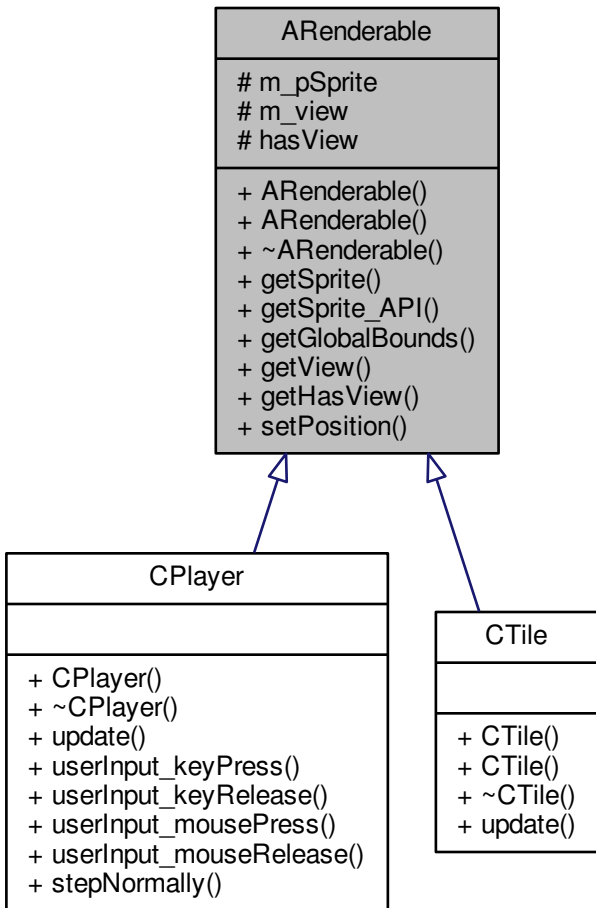 ARenderable
# m_pSprite
# m_view
# hasView
+ ARenderable()
+ ARenderable()
+ ~ARenderable()
+ getSprite()
+ getSprite_API()
+ getGlobalBounds()
+ getView()
+ getHasView()
+ setPosition()
CPlayer
+ CPlayer()
+ ~CPlayer()
+ update()
+ userInput_keyPress()
+ userInput_keyRelease()
+ userInput_mousePress()
+ userInput_mouseRelease()
+ stepNormally()
CTile
+ CTile()
+ CTile()
+ ~CTile()
+ update()